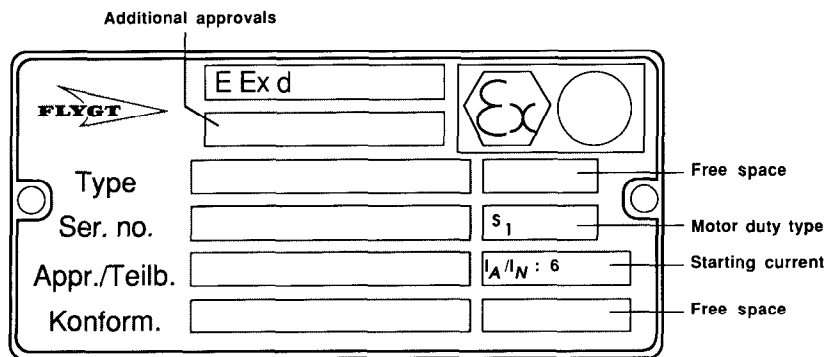 Additional approvals
E Ex d
FLYGT
Ex
Type
Free space
Ser. no.
S1
Motor duty type
Appr./Teilb.
IA/IN : 6
Starting current
Konform.
Free space